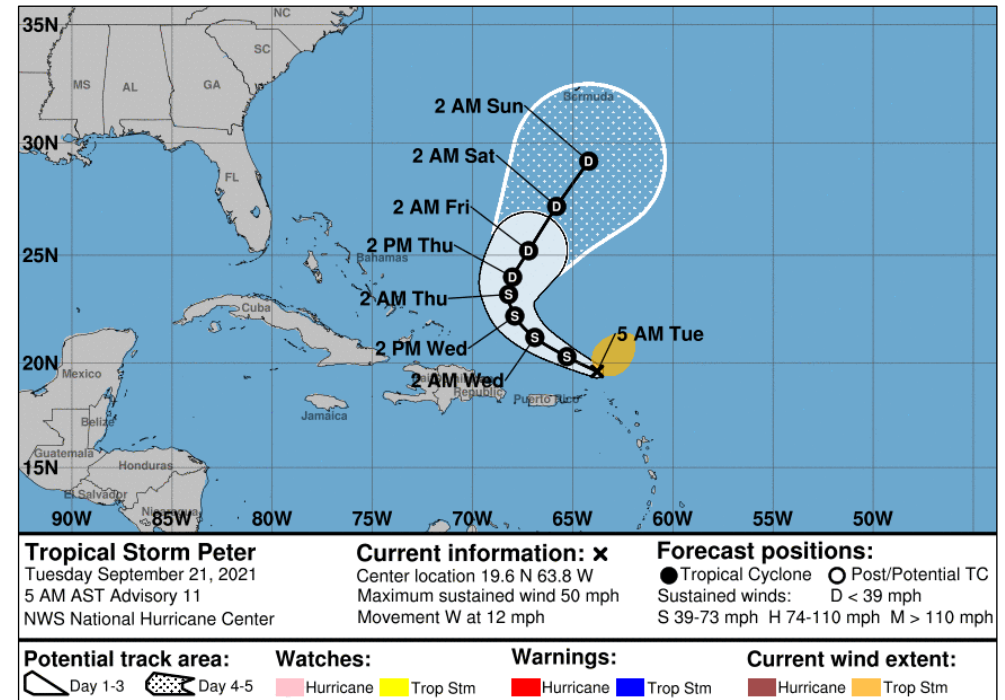 35N
NC
SC
MS
AL
GA
2 AM Sun
Bermuda
30N
2 AM Sat
FL
2 AM Fri
2 PM Thu
25N
Bahamas
2 AM Thu
Cuba
5 AM Tue
2 PM Wed
20N
Mexico
2 AM Wed
Republic
Puerto Rico
Jamaica
Belize
Guatemala
15N
Honduras
El Salvador
Nicaragua
90W 85W 80W 75W 70W 65W 60W 55W 50W
D
D
D
D
S
S
S
S
Tropical Storm Peter
Tuesday September 21, 2021
5 AM AST Advisory 11
NWS National Hurricane Center
Current information: x
Center location 19.6 N 63.8 W
Maximum sustained wind 50 mph
Movement W at 12 mph
Forecast positions:
Tropical Cyclone Post/Potential TC
Sustained winds: D < 39 mph
S 39-73 mph H 74-110 mph M > 110 mph
Potential track area:
Day 1-3 Day 4-5
Watches:
Hurricane Trop Stm
Warnings:
Hurricane Trop Stm
Current wind extent:
Hurricane Trop Stm